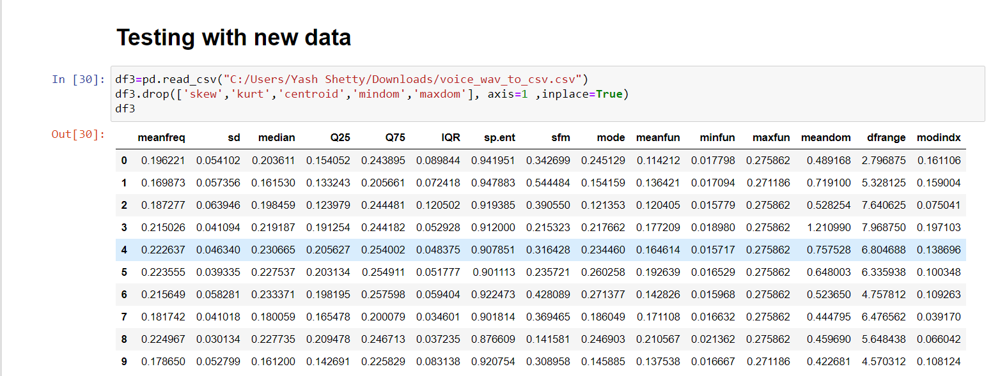 Testing with new data
In [30]: df3=pd.read_csv("C:/Users/Yash Shetty/Downloads/voice_wav_to_csv.csv")
df3.drop(['skew','kurt','centroid','mindom','maxdom'], axis=1 ,inplace=True)
df3
Out[30]:
meanfreq sd median Q25 Q75 IQR sp.ent sfm mode meanfun minfun maxfun meandom dfrange modindx
0 0.196221 0.054102 0.203611 0.154052 0.243895 0.089844 0.941951 0.342699 0.245129 0.114212 0.017798 0.275862 0.489168 2.796875 0.161106
1 0.169873 0.057356 0.161530 0.133243 0.205661 0.072418 0.947883 0.544484 0.154159 0.136421 0.017094 0.271186 0.719100 5.328125 0.159004
2 0.187277 0.063946 0.198459 0.123979 0.244481 0.120502 0.919385 0.390550 0.121353 0.120405 0.015779 0.275862 0.528254 7.640625 0.075041
3 0.215026 0.041094 0.219187 0.191254 0.244182 0.052928 0.912000 0.215323 0.217662 0.177209 0.018980 0.275862 1.210990 7.968750 0.197103
4 0.222637 0.046340 0.230665 0.205627 0.254002 0.048375 0.907851 0.316428 0.234460 0.164614 0.015717 0.275862 0.757528 6.804688 0.138696
5 0.223555 0.039335 0.227537 0.203134 0.254911 0.051777 0.901113 0.235721 0.260258 0.192639 0.016529 0.275862 0.648003 6.335938 0.100348
6 0.215649 0.058281 0.233371 0.198195 0.257598 0.059404 0.922473 0.428089 0.271377 0.142826 0.015968 0.275862 0.523650 4.757812 0.109263
7 0.181742 0.041018 0.180059 0.165478 0.200079 0.034601 0.901814 0.369465 0.186049 0.171108 0.016632 0.275862 0.444795 6.476562 0.039170
8 0.224967 0.030134 0.227735 0.209478 0.246713 0.037235 0.876609 0.141581 0.246903 0.210567 0.021362 0.275862 0.459690 5.648438 0.066042
9 0.178650 0.052799 0.161200 0.142691 0.225829 0.083138 0.920754 0.308958 0.145885 0.137538 0.016667 0.271186 0.422681 4.570312 0.108124